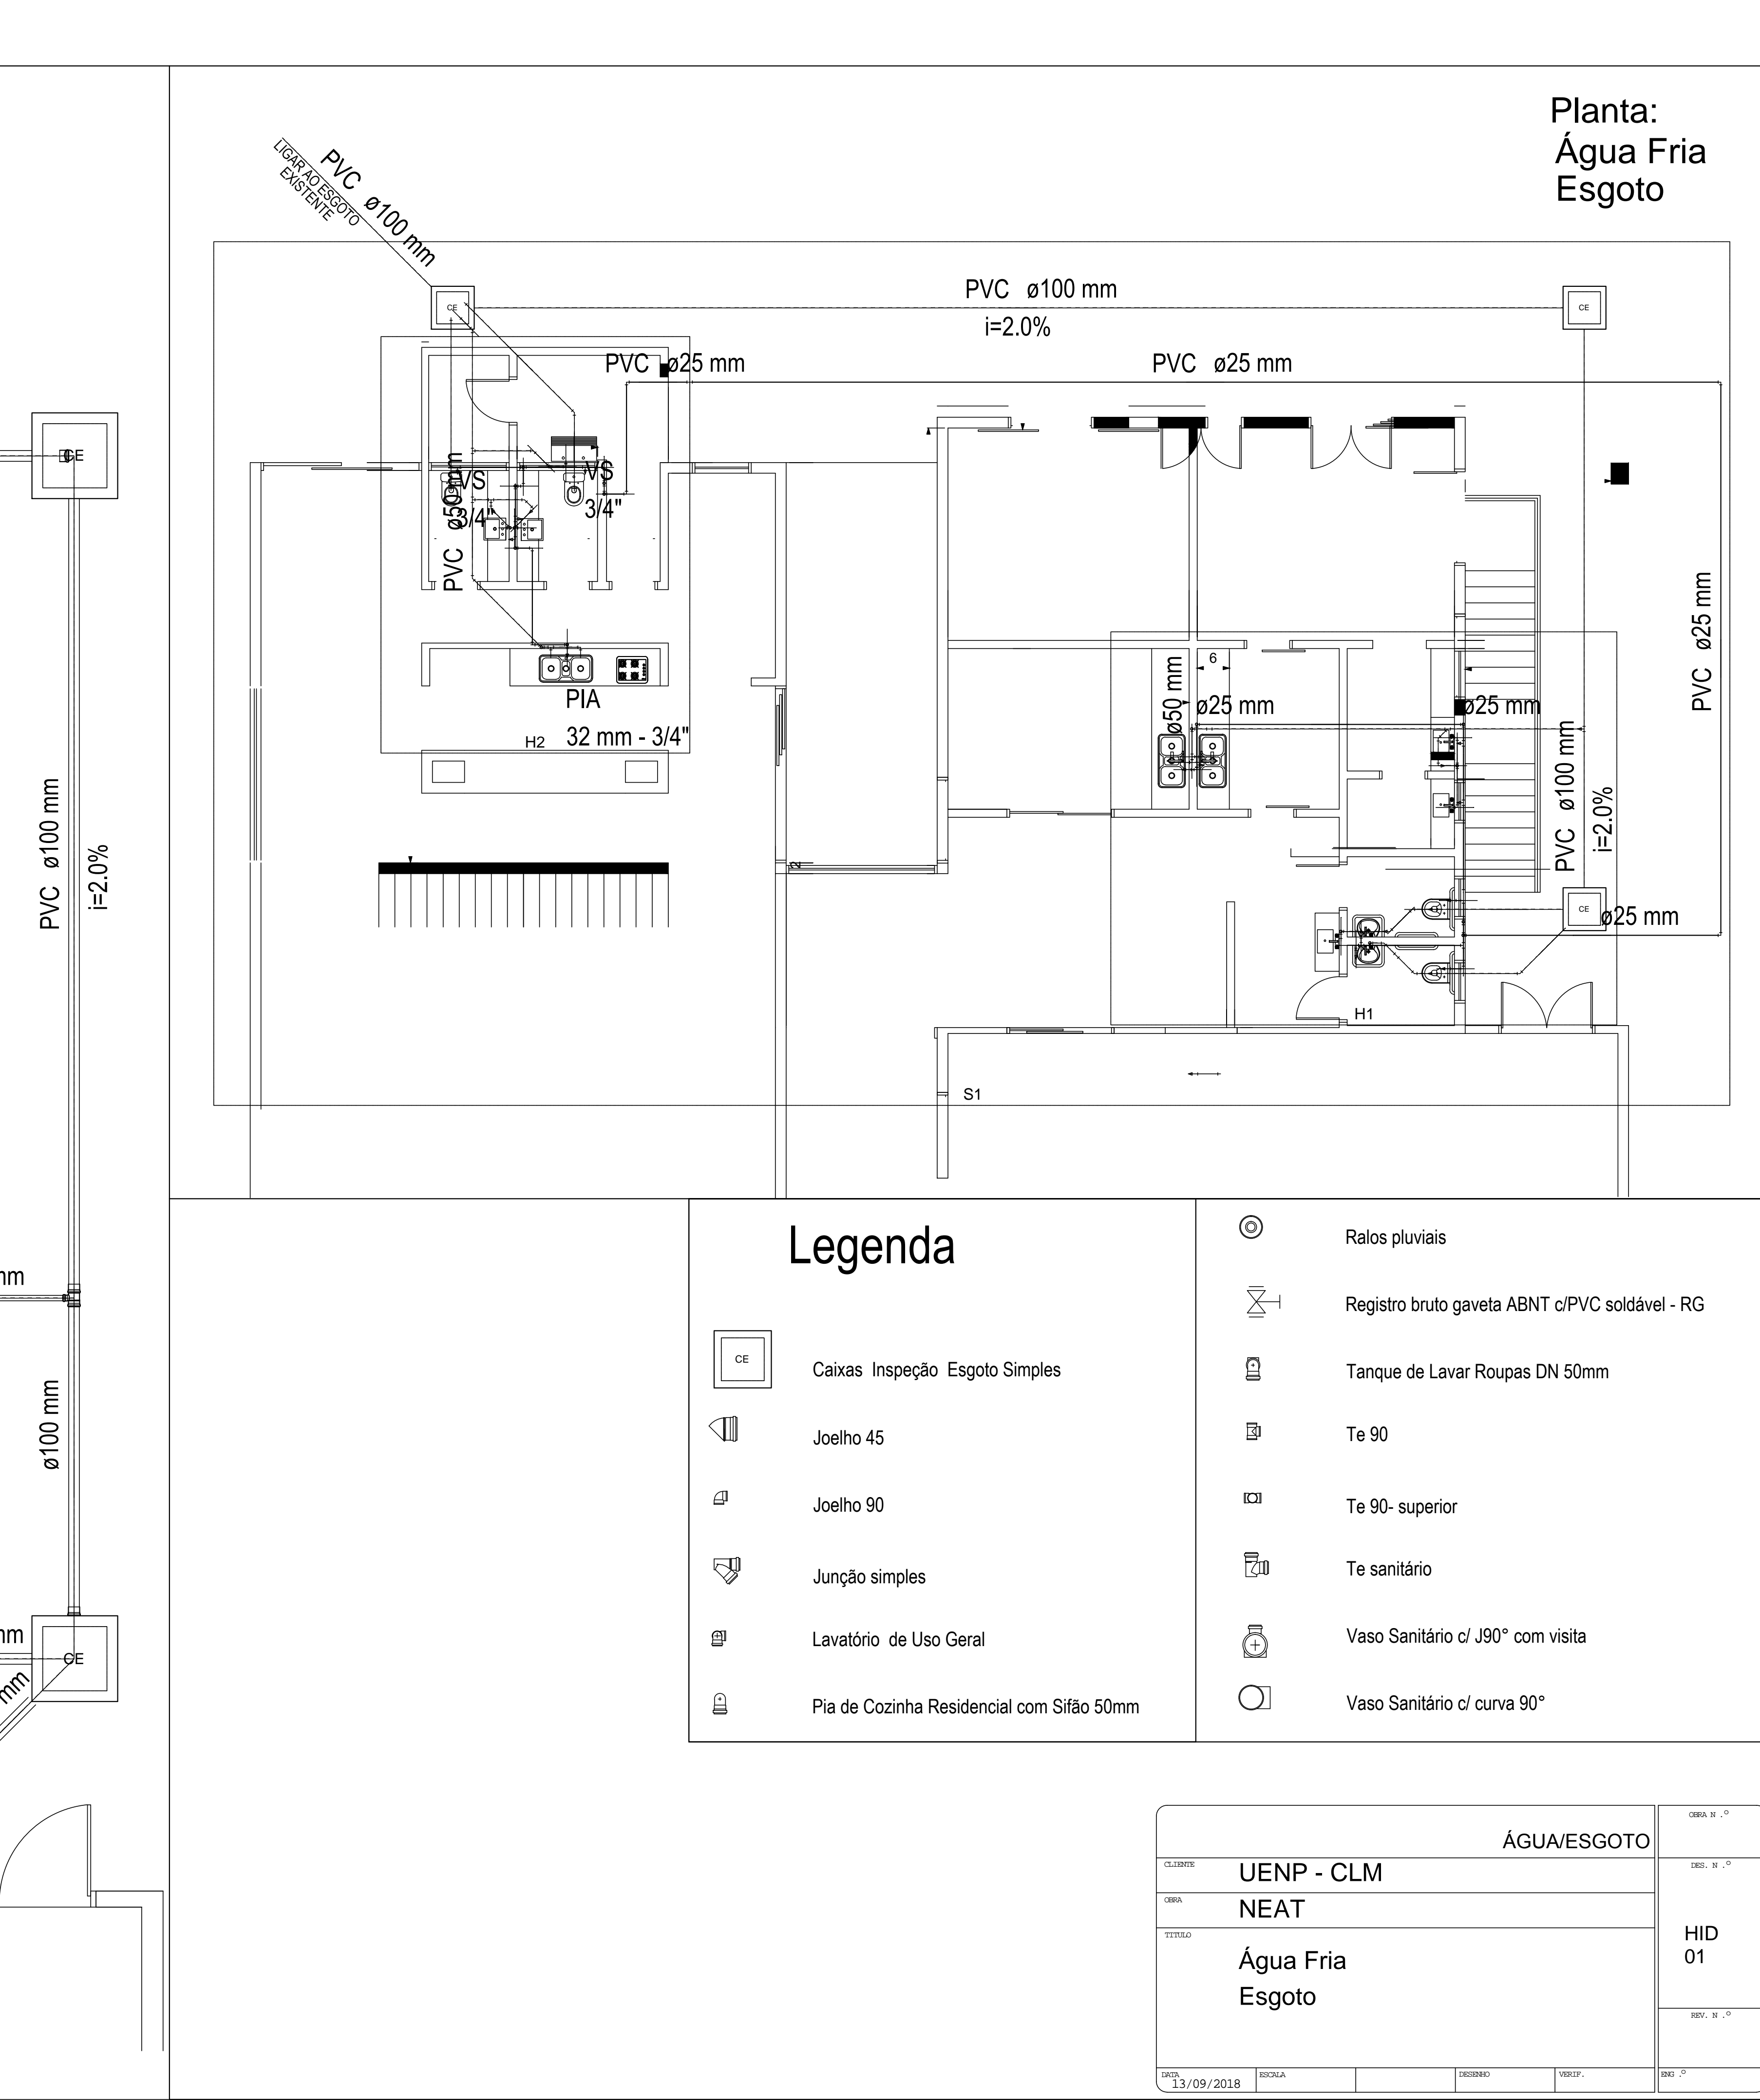 Planta:
Água Fria
Esgoto
LIGAR AO ESGOTO
EXISTENTE
PVC ø100 mm
CE
PVC ø100 mm
i=2.0%
CE
PVC ø25 mm
PVC ø25 mm
CE
PVC ø50 mm
VS
3/4"
VS
3/4"
PVC ø25 mm
PIA
32 mm - 3/4"
H2
6
ø50 mm
ø25 mm
ø25 mm
PVC ø100 mm
i=2.0%
PVC ø100 mm
i=2.0%
CE
ø25 mm
H1
S1
mm
ø100 mm
mm
CE
mm
Legenda
CE
Caixas Inspeção Esgoto Simples
Joelho 45
Joelho 90
Junção simples
Lavatório de Uso Geral
Pia de Cozinha Residencial com Sifão 50mm
Ralos pluviais
Registro bruto gaveta ABNT c/PVC soldável - RG
Tanque de Lavar Roupas DN 50mm
Te 90
Te 90- superior
Te sanitário
Vaso Sanitário c/ J90° com visita
Vaso Sanitário c/ curva 90°
ÁGUA/ESGOTO
OBRA N .º
CLIENTE
UENP - CLM
DES. N .º
OBRA
NEAT
HID
01
TITULO
Água Fria
Esgoto
REV. N .º
DATA
13/09/2018
ESCALA
DESENHO
VERIF.
ENG .º